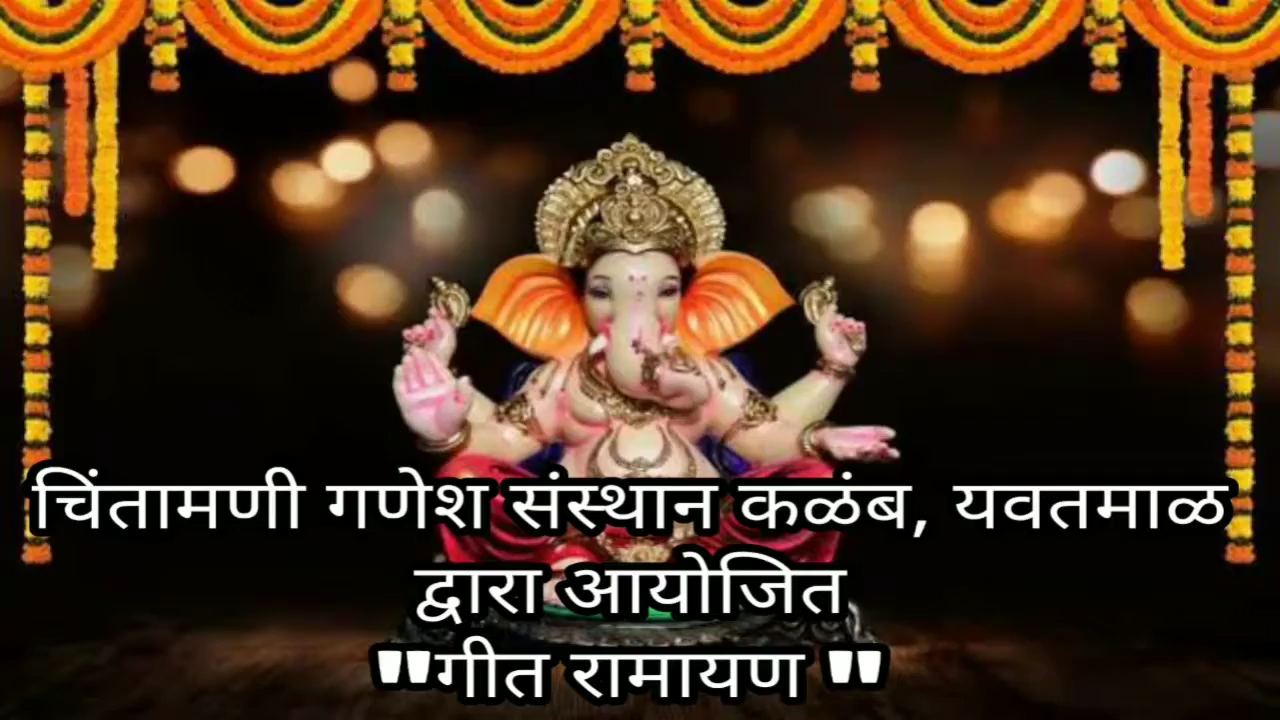 चिंतामणी गणेश संस्थान कळंब, यवतमाळ
द्वारा आयोजित
"गीत रामायण "